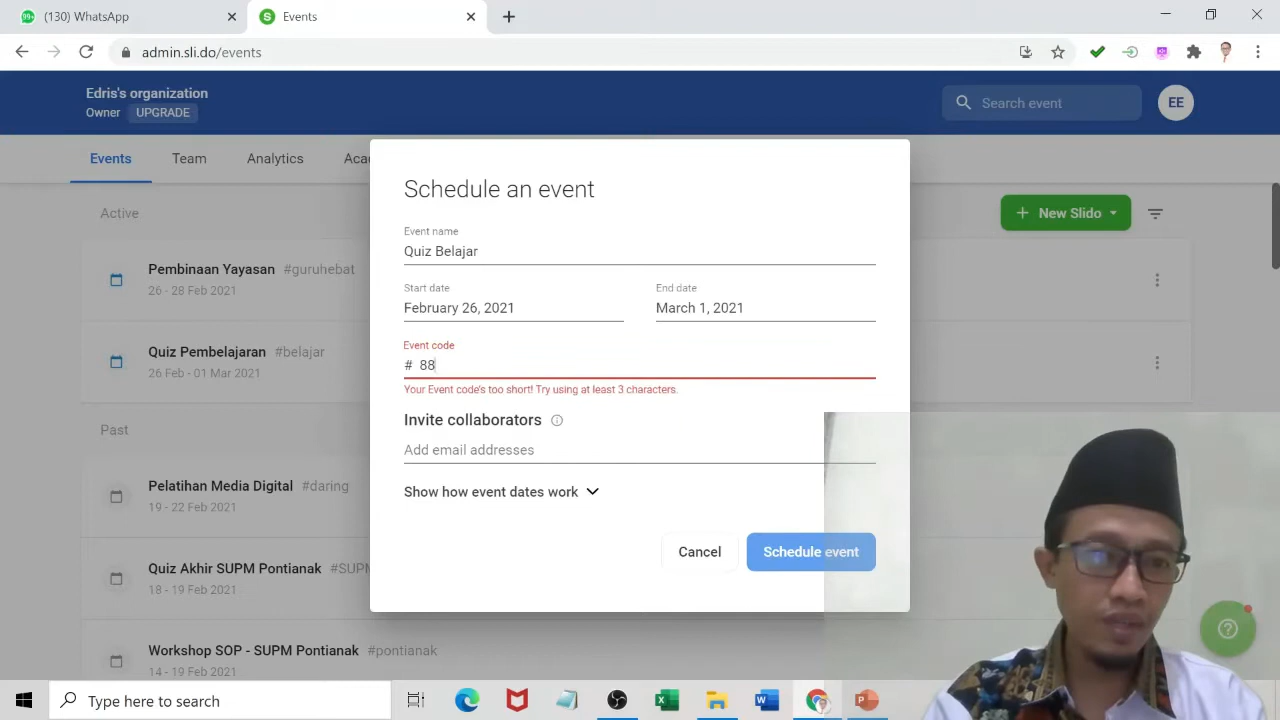 99+ (130) WhatsApp
S Events
admin.sli.do/events
Edris's organization
Owner UPGRADE
Search event
EE
Events Team Analytics Aca
Active
New Slido
Pembinaan Yayasan #guruhebat
26 - 28 Feb 2021
Quiz Pembelajaran #belajar
26 Feb - 01 Mar 2021
Past
Pelatihan Media Digital #daring
19 - 22 Feb 2021
Quiz Akhir SUPM Pontianak #SUPM
18 - 19 Feb 2021
Workshop SOP - SUPM Pontianak #pontianak
14 - 19 Feb 2021
Schedule an event
Event name
Quiz Belajar
Start date
February 26, 2021
End date
March 1, 2021
Event code
# 88
Your Event code's too short! Try using at least 3 characters.
Invite collaborators
Add email addresses
Show how event dates work
Cancel
Schedule event
Type here to search